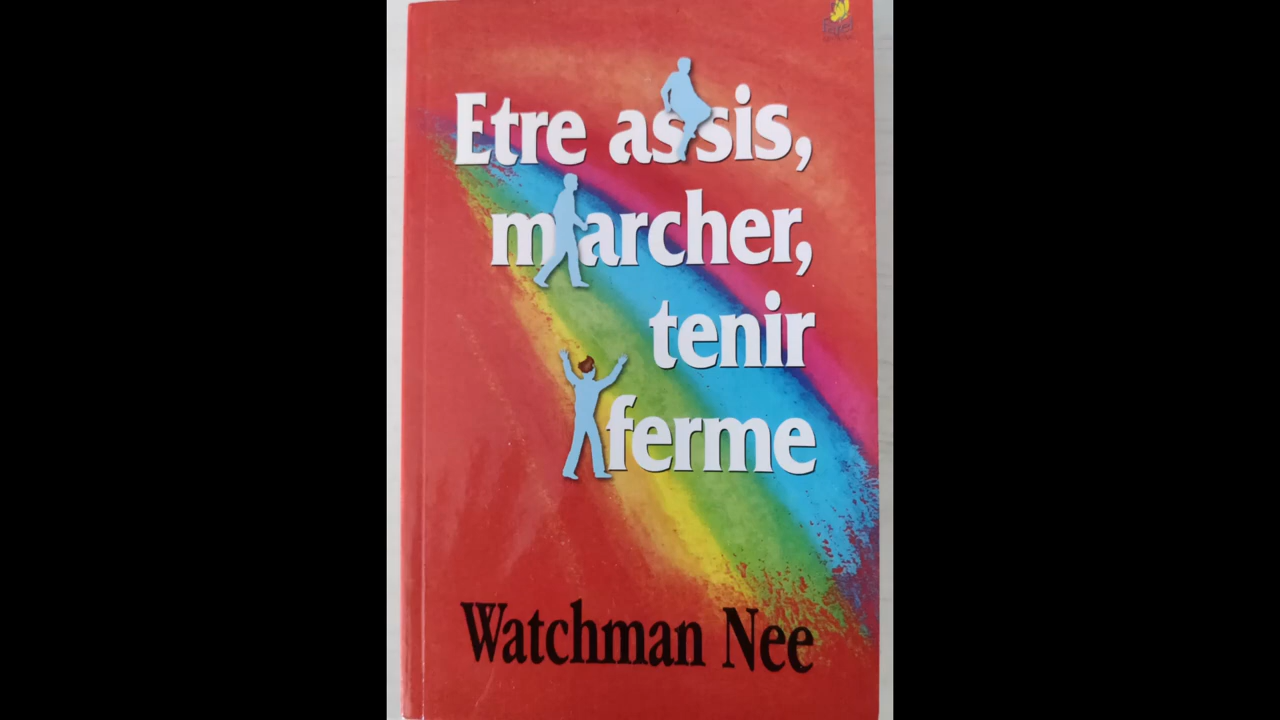 Etre assis,
marcher,
tenir
ferme
Watchman Nee